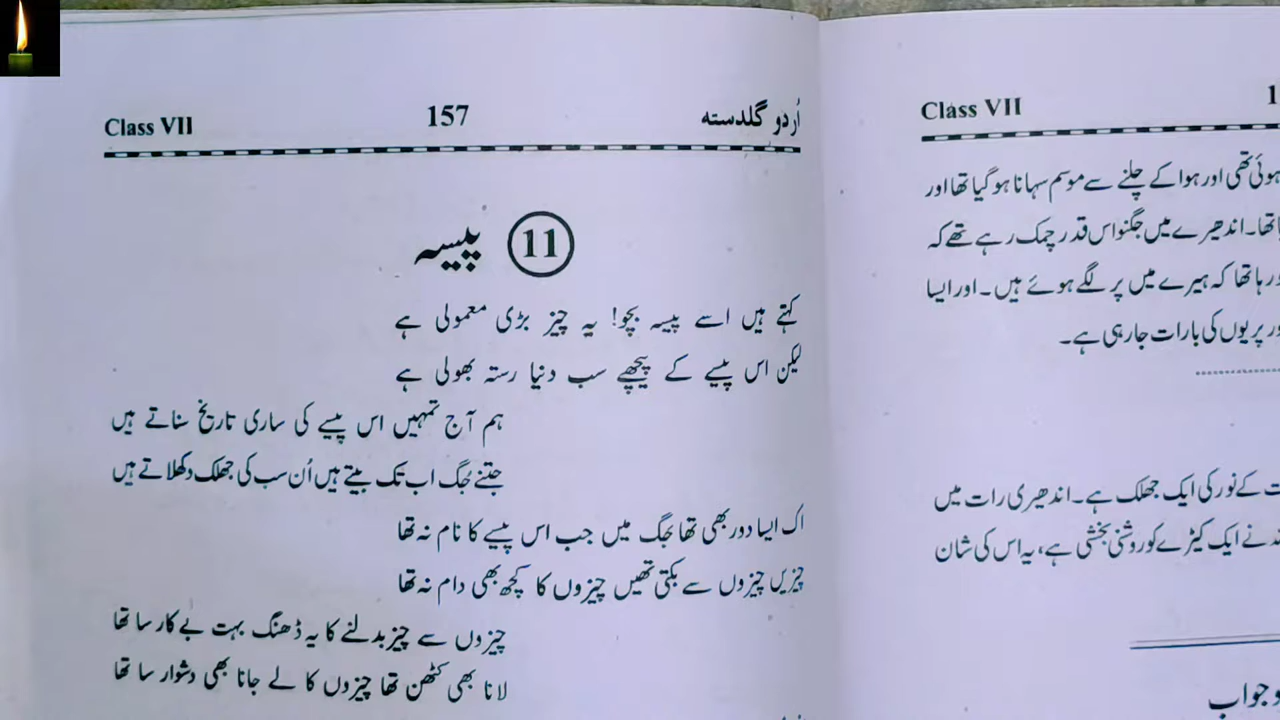 Class VII 157 اُردو گلدستہ
11 پیسہ
کہتے ہیں اسے پیسہ بچو! یہ چیز بڑی معمولی ہے
لیکن اس پیسے کے پیچھے سب دنیا رستہ بھولی ہے
ہم آج تمہیں اس پیسے کی ساری تاریخ سناتے ہیں
جتنے جُگ اب تک بیتے ہیں اُن سب کی جھلک دکھلاتے ہیں
اک ایسا دور بھی تھا جُگ میں جب اس پیسے کا نام نہ تھا
چیزیں چیزوں سے بکتی تھیں چیزوں کا کچھ بھی دام نہ تھا
چیزوں سے چیز بدلنے کا یہ ڈھنگ بہت بے کار سا تھا
لانا بھی کٹھن تھا چیزوں کا لے جانا بھی دشوار سا تھا
Class VII
ہوئی تھی اور ہوا کے چلنے سے موسم سہانا ہو گیا تھا اور
تھا۔ اندھیرے میں جگنو اس قدر چمک رہے تھے کہ
رہا تھا کہ ہیرے میں پر لگے ہوئے ہیں۔ اور ایسا
پریوں کی بارات جا رہی ہے۔
کے نور کی ایک جھلک ہے۔ اندھیری رات میں
نے ایک کیڑے کو روشنی بخشی ہے، یہ اس کی شان
و جواب